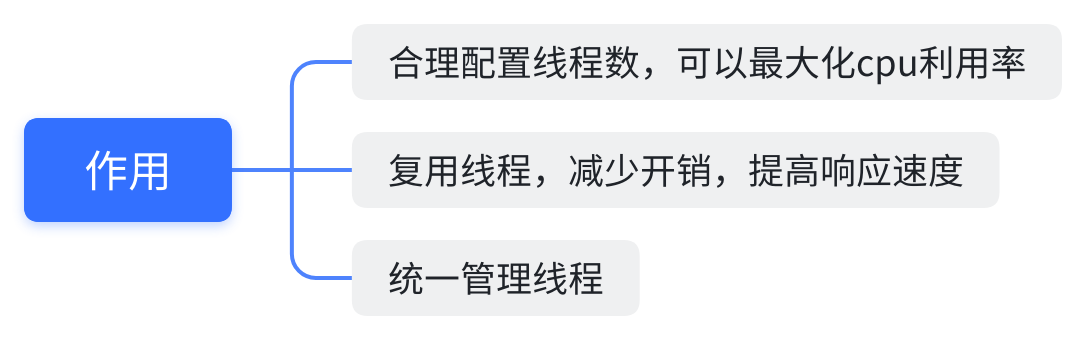 作用
合理配置线程数，可以最大化cpu利用率
复用线程，减少开销，提高响应速度
统一管理线程